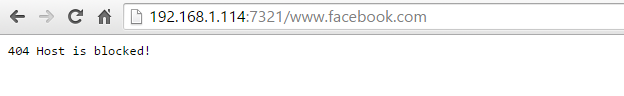 192.168.1.114:7321/www.facebook.com
404 Host is blocked!